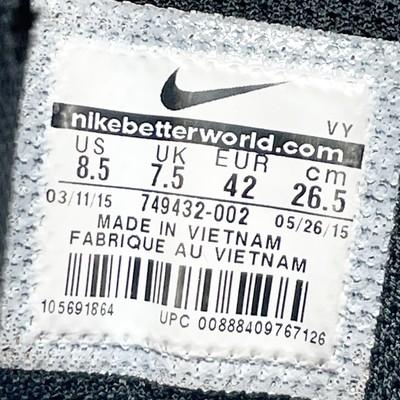 VY
nikebetterworld.com
US UK EUR cm
8.5 7.5 42 26.5
03/11/15 749432-002 05/26/15
MADE IN VIETNAM
FABRIQUE AU VIETNAM
105691864 UPC 00888409767126